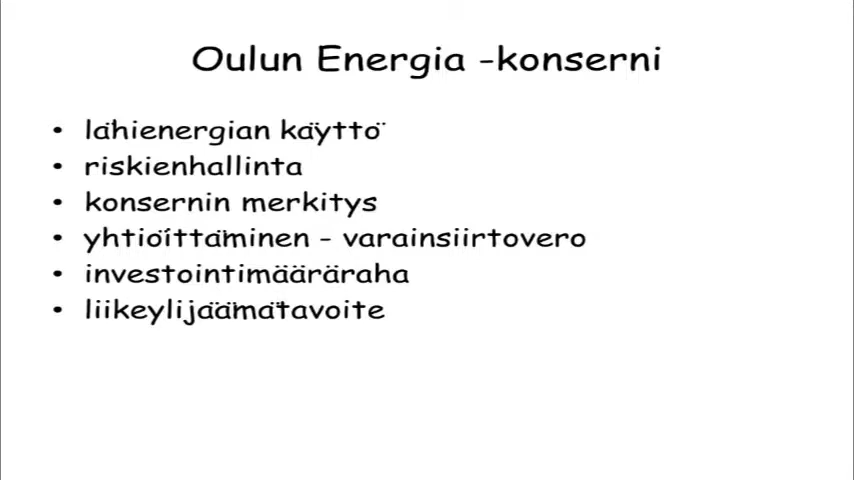 Oulun Energia -konserni
• lähienergian käyttö
• riskienhallinta
• konsernin merkitys
• yhtiöittäminen - varainsiirtovero
• investointimääräraha
• liikeylijäämätavoite